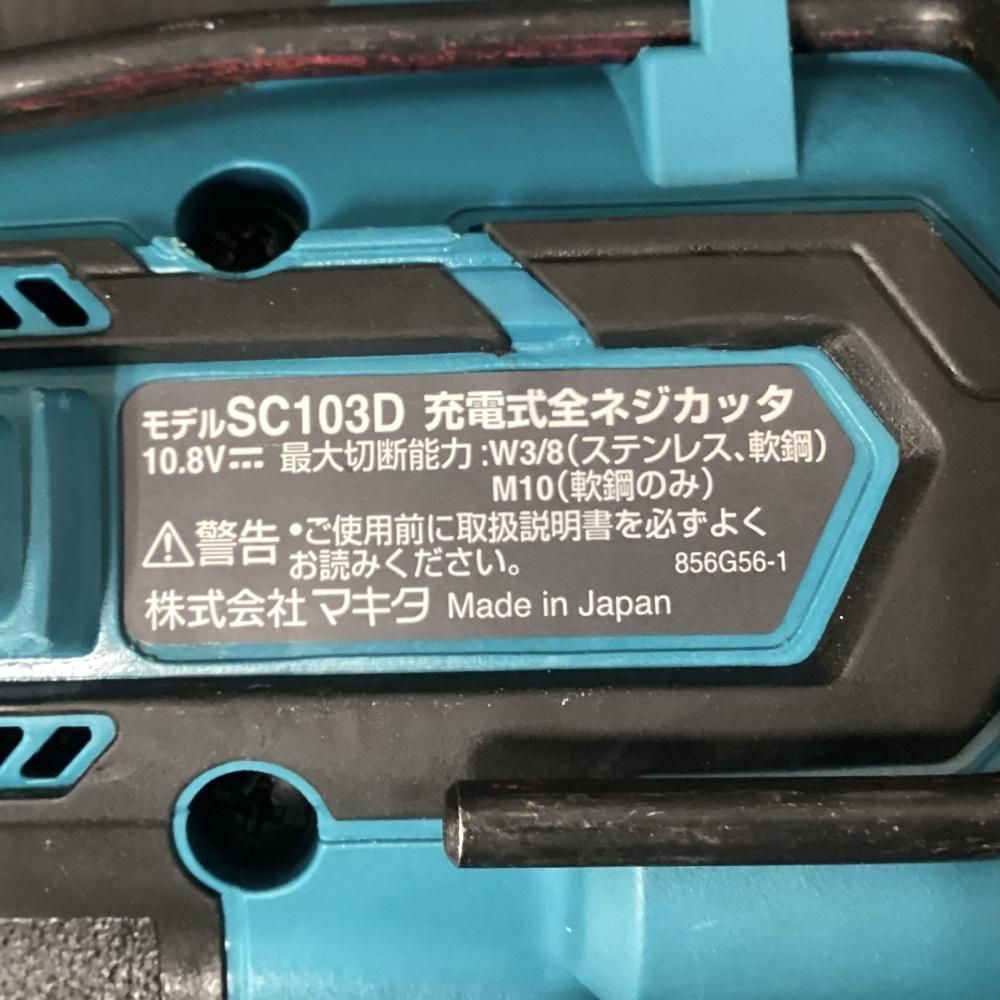 モデルSC103D 充電式全ネジカッタ
10.8V⎓ 最大切断能力:W3/8(ステンレス、軟鋼)
M10(軟鋼のみ)
⚠警告 •ご使用前に取扱説明書を必ずよく
お読みください。 856G56-1
株式会社マキタ Made in Japan